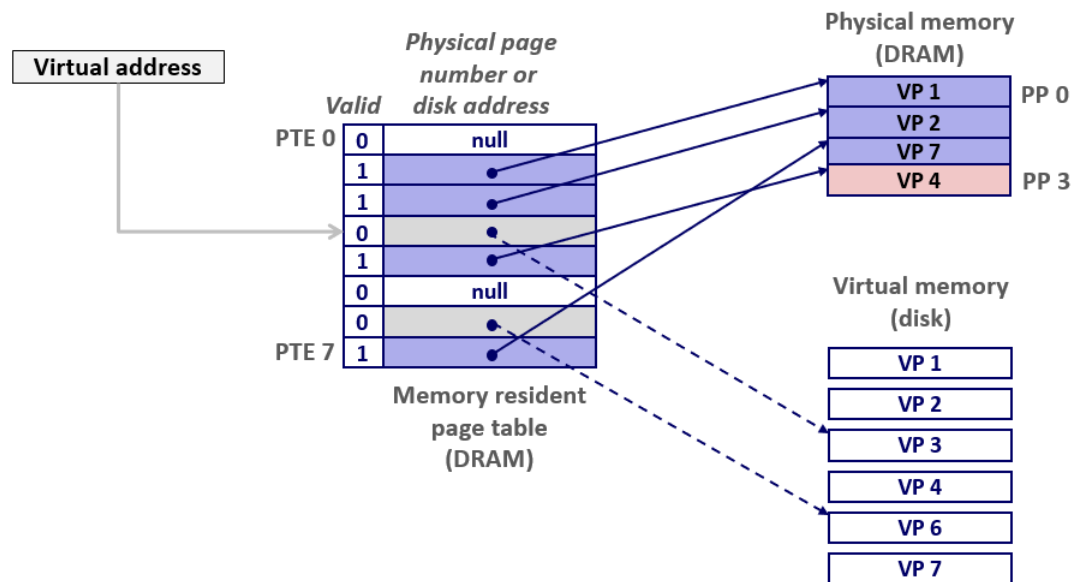 Virtual address
Physical page
number or
disk address
Valid
PTE 0
0
null
1
1
0
1
0
null
0
PTE 7
1
Memory resident
page table
(DRAM)
Physical memory
(DRAM)
VP 1
PP 0
VP 2
VP 7
VP 4
PP 3
Virtual memory
(disk)
VP 1
VP 2
VP 3
VP 4
VP 6
VP 7